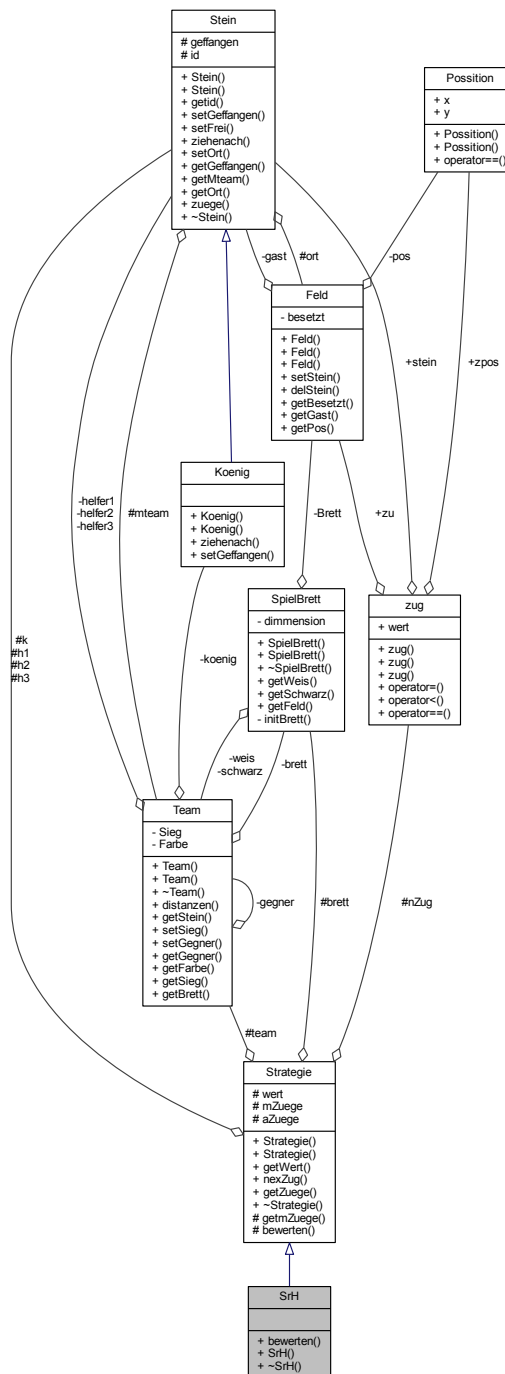 Stein
# geffangen
# id
+ Stein()
+ Stein()
+ getid()
+ setGeffangen()
+ setFrei()
+ ziehenach()
+ setOrt()
+ getGeffangen()
+ getMteam()
+ getOrt()
+ zuege()
+ ~Stein()
Possition
+ x
+ y
+ Possition()
+ Possition()
+ operator==()
-gast
#ort
-pos
Feld
- besetzt
+ Feld()
+ Feld()
+ Feld()
+ setStein()
+ delStein()
+ getBesetzt()
+ getGast()
+ getPos()
+stein
+zpos
Koenig
+ Koenig()
+ Koenig()
+ ziehenach()
+ setGeffangen()
-helfer1
-helfer2
-helfer3
#mteam
-Brett
+zu
SpielBrett
- dimmension
+ SpielBrett()
+ SpielBrett()
+ ~SpielBrett()
+ getWeis()
+ getSchwarz()
+ getFeld()
- initBrett()
zug
+ wert
+ zug()
+ zug()
+ zug()
+ operator=()
+ operator<()
+ operator==()
#k
#h1
#h2
#h3
-koenig
-weis
-schwarz
-brett
Team
- Sieg
- Farbe
+ Team()
+ Team()
+ ~Team()
+ distanzen()
+ getStein()
+ setSieg()
+ setGegner()
+ getGegner()
+ getFarbe()
+ getSieg()
+ getBrett()
-gegner
#brett
#nZug
#team
Strategie
# wert
# mZuege
# aZuege
+ Strategie()
+ Strategie()
+ getWert()
+ nexZug()
+ getZuege()
+ ~Strategie()
# getmZuege()
# bewerten()
SrH
+ bewerten()
+ SrH()
+ ~SrH()